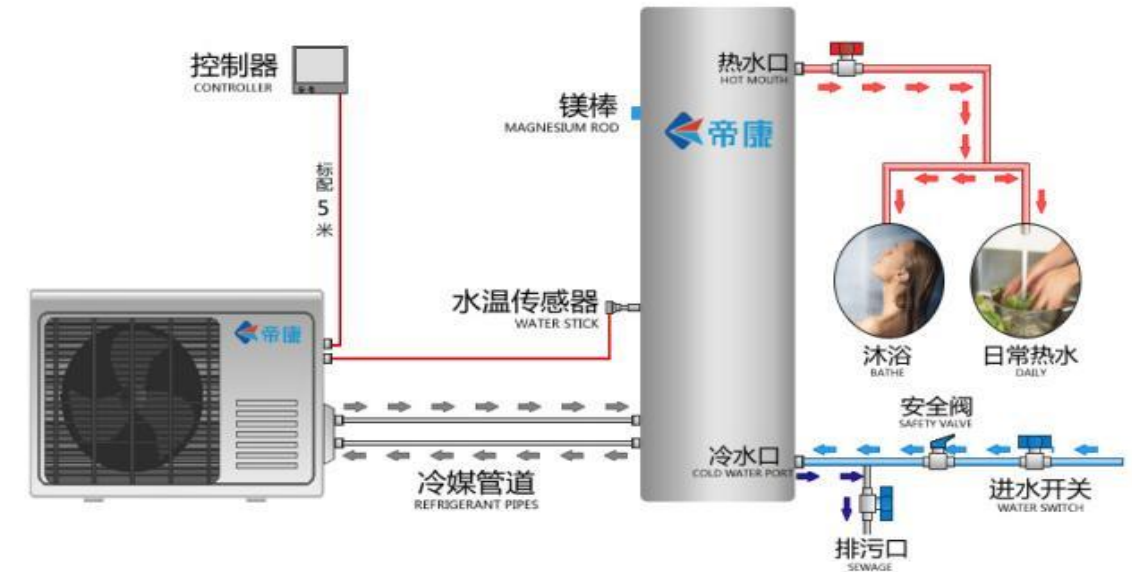 控制器
CONTROLLER
标配5米
镁棒
MAGNESIUM ROD
热水口
HOT MOUTH
帝康
水温传感器
WATER STICK
帝康
沐浴
BATHE
日常热水
DAILY
安全阀
SAFETY VALVE
冷水口
COLD WATER PORT
冷媒管道
REFRIGERANT PIPES
进水开关
WATER SWITCH
排污口
SEWAGE